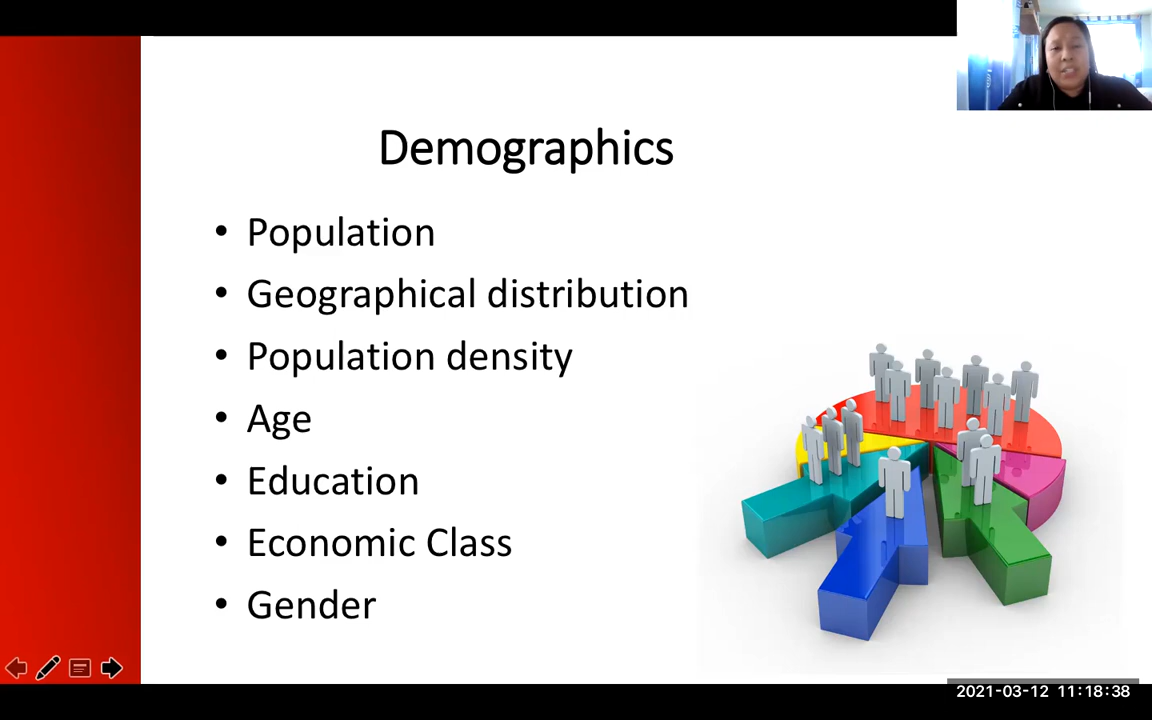 Demographics
• Population
• Geographical distribution
• Population density
• Age
• Education
• Economic Class
• Gender
2021-03-12 11:18:38